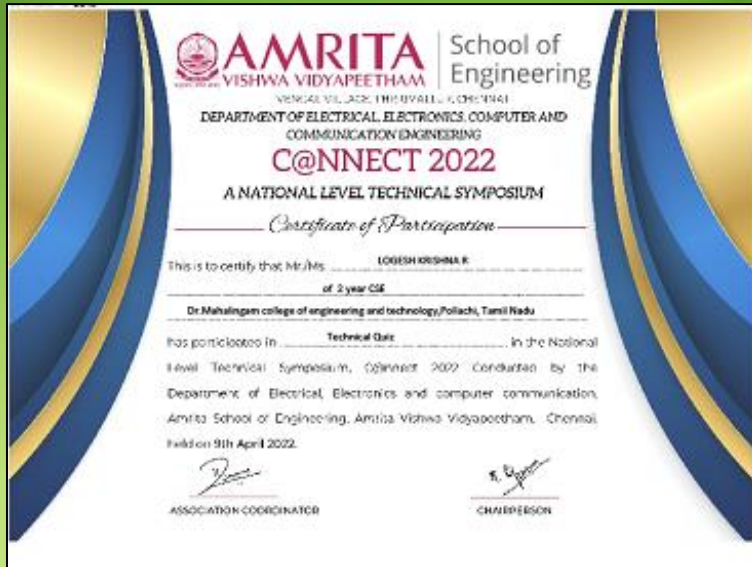 AMRITA
VISHWA VIDYAPEETHAM
School of
Engineering
VENGAL VILLAGE, THIRUVALLUR, CHENNAI
DEPARTMENT OF ELECTRICAL, ELECTRONICS, COMPUTER AND
COMMUNICATION ENGINEERING
C@NNECT 2022
A NATIONAL LEVEL TECHNICAL SYMPOSIUM
Certificate of Participation
This is to certify that Mr./Ms. LOGESH KRISHNA R
of 2 year CSE
Dr.Mahalingam college of engineering and technology,Pollachi, Tamil Nadu
has participated in Technical Quiz in the National
Level Technical Symposium, C@nnect 2022 Conducted by the
Department of Electrical, Electronics and computer communication,
Amrita School of Engineering, Amrita Vishwa Vidyapeetham, Chennai,
held on 9th April 2022.
ASSOCIATION COORDINATOR
CHAIRPERSON